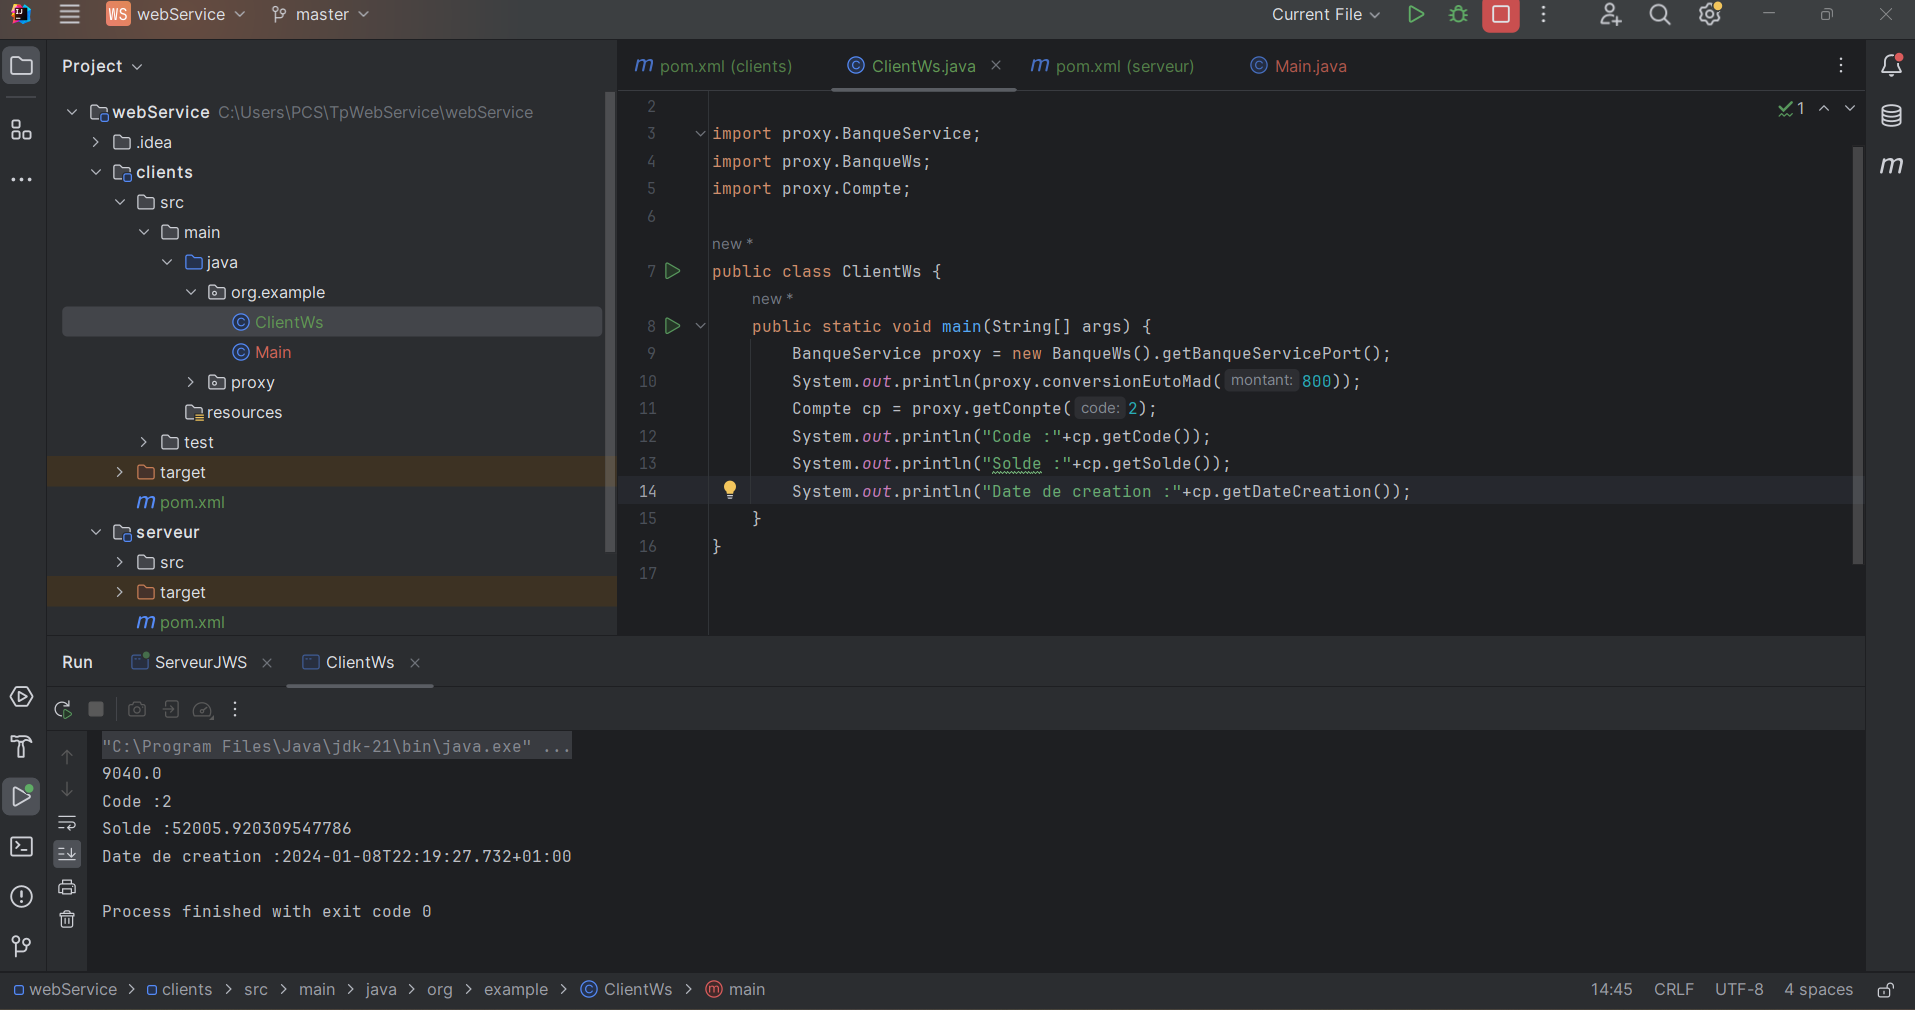 WS webService master Current File
Project
webService C:\Users\PCS\TpWebService\webService
.idea
clients
src
main
java
org.example
ClientWs
Main
proxy
resources
test
target
m pom.xml
serveur
src
target
m pom.xml
m pom.xml (clients) ClientWs.java m pom.xml (serveur) Main.java
1
2
3 import proxy.BanqueService;
4 import proxy.BanqueWs;
5 import proxy.Compte;
6
new *
7 public class ClientWs {
new *
8 public static void main(String[] args) {
9 BanqueService proxy = new BanqueWs().getBanqueServicePort();
10 System.out.println(proxy.conversionEutoMad( montant: 800));
11 Compte cp = proxy.getConpte( code: 2);
12 System.out.println("Code :"+cp.getCode());
13 System.out.println("Solde :"+cp.getSolde());
14 System.out.println("Date de creation :"+cp.getDateCreation());
15 }
16 }
17
m
Run ServeurJWS ClientWs
"C:\Program Files\Java\jdk-21\bin\java.exe" ...
9040.0
Code :2
Solde :52005.920309547786
Date de creation :2024-01-08T22:19:27.732+01:00
Process finished with exit code 0
webService > clients > src > main > java > org > example > ClientWs > main 14:45 CRLF UTF-8 4 spaces